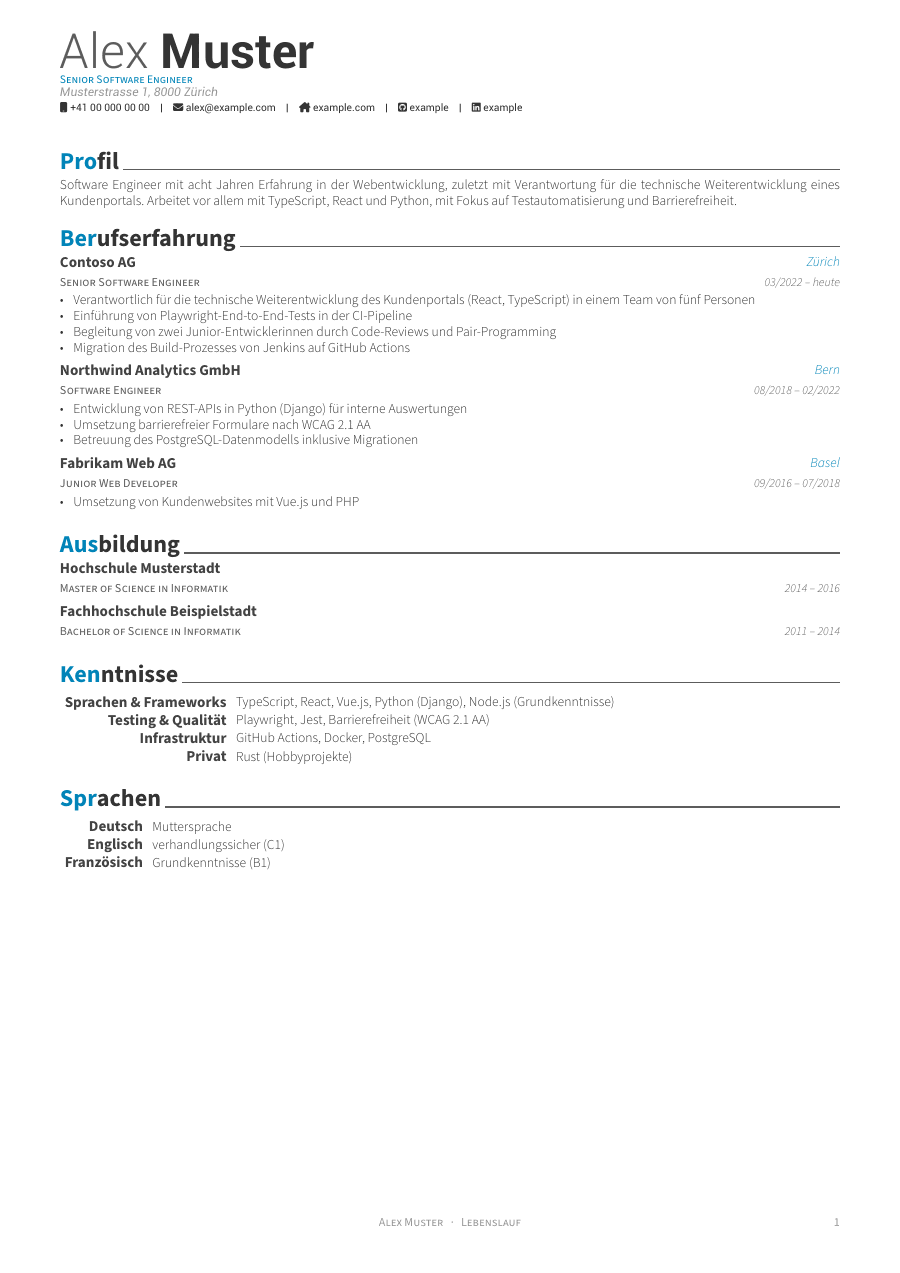 Alex Muster
Senior Software Engineer
Musterstrasse 1, 8000 Zürich
+41 00 000 00 00 | alex@example.com | example.com | example | example
Profil
Software Engineer mit acht Jahren Erfahrung in der Webentwicklung, zuletzt mit Verantwortung für die technische Weiterentwicklung eines
Kundenportals. Arbeitet vor allem mit TypeScript, React und Python, mit Fokus auf Testautomatisierung und Barrierefreiheit.
Berufserfahrung
Contoso AG Zürich
Senior Software Engineer 03/2022 – heute
• Verantwortlich für die technische Weiterentwicklung des Kundenportals (React, TypeScript) in einem Team von fünf Personen
• Einführung von Playwright-End-to-End-Tests in der CI-Pipeline
• Begleitung von zwei Junior-Entwicklerinnen durch Code-Reviews und Pair-Programming
• Migration des Build-Prozesses von Jenkins auf GitHub Actions
Northwind Analytics GmbH Bern
Software Engineer 08/2018 – 02/2022
• Entwicklung von REST-APIs in Python (Django) für interne Auswertungen
• Umsetzung barrierefreier Formulare nach WCAG 2.1 AA
• Betreuung des PostgreSQL-Datenmodells inklusive Migrationen
Fabrikam Web AG Basel
Junior Web Developer 09/2016 – 07/2018
• Umsetzung von Kundenwebsites mit Vue.js und PHP
Ausbildung
Hochschule Musterstadt
Master of Science in Informatik 2014 – 2016
Fachhochschule Beispielstadt
Bachelor of Science in Informatik 2011 – 2014
Kenntnisse
Sprachen & Frameworks TypeScript, React, Vue.js, Python (Django), Node.js (Grundkenntnisse)
Testing & Qualität Playwright, Jest, Barrierefreiheit (WCAG 2.1 AA)
Infrastruktur GitHub Actions, Docker, PostgreSQL
Privat Rust (Hobbyprojekte)
Sprachen
Deutsch Muttersprache
Englisch verhandlungssicher (C1)
Französisch Grundkenntnisse (B1)
Alex Muster · Lebenslauf 1